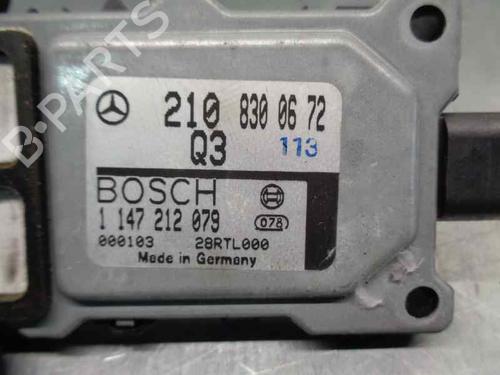 210 830 06 72
Q3 113
BOSCH
1 147 212 079 078
000103 28RTL000
Made in Germany
B-PARTS